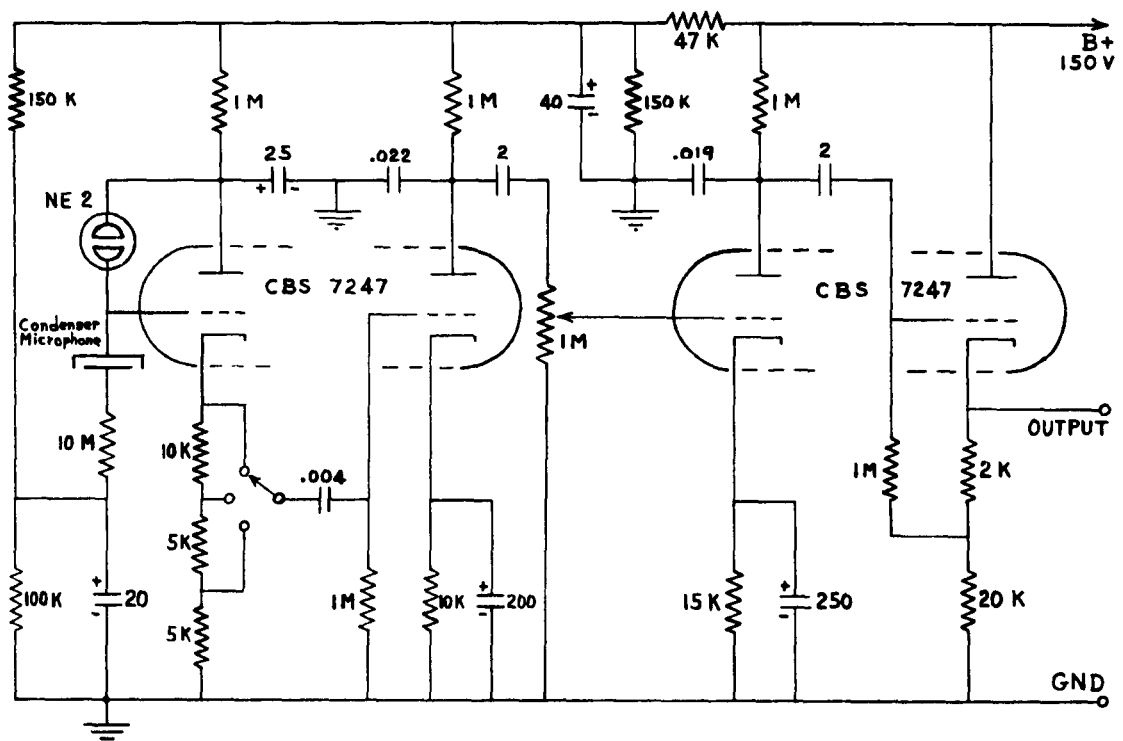 47 K
B+
150 V
150 K
1 M
1 M
40
+
-
150 K
1 M
25
+ -
.022
2
.019
2
NE 2
CBS 7247
CBS 7247
Condenser
Microphone
1 M
OUTPUT
10 M
10 K
.004
1 M
2 K
5 K
100 K
+
-
20
1 M
10 K
+
-
200
15 K
+
-
250
20 K
5 K
GND